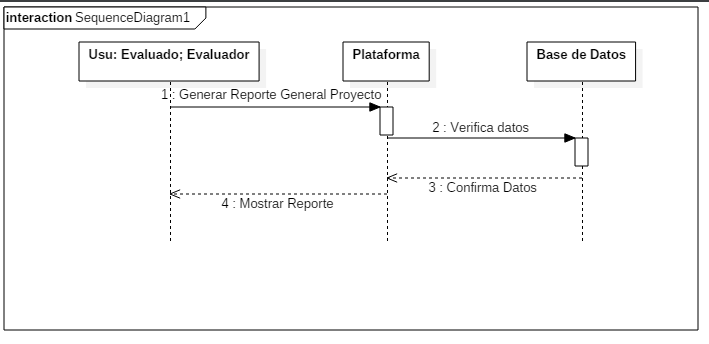 interaction SequenceDiagram1
Usu: Evaluado; Evaluador
Plataforma
Base de Datos
1 : Generar Reporte General Proyecto
2 : Verifica datos
3 : Confirma Datos
4 : Mostrar Reporte